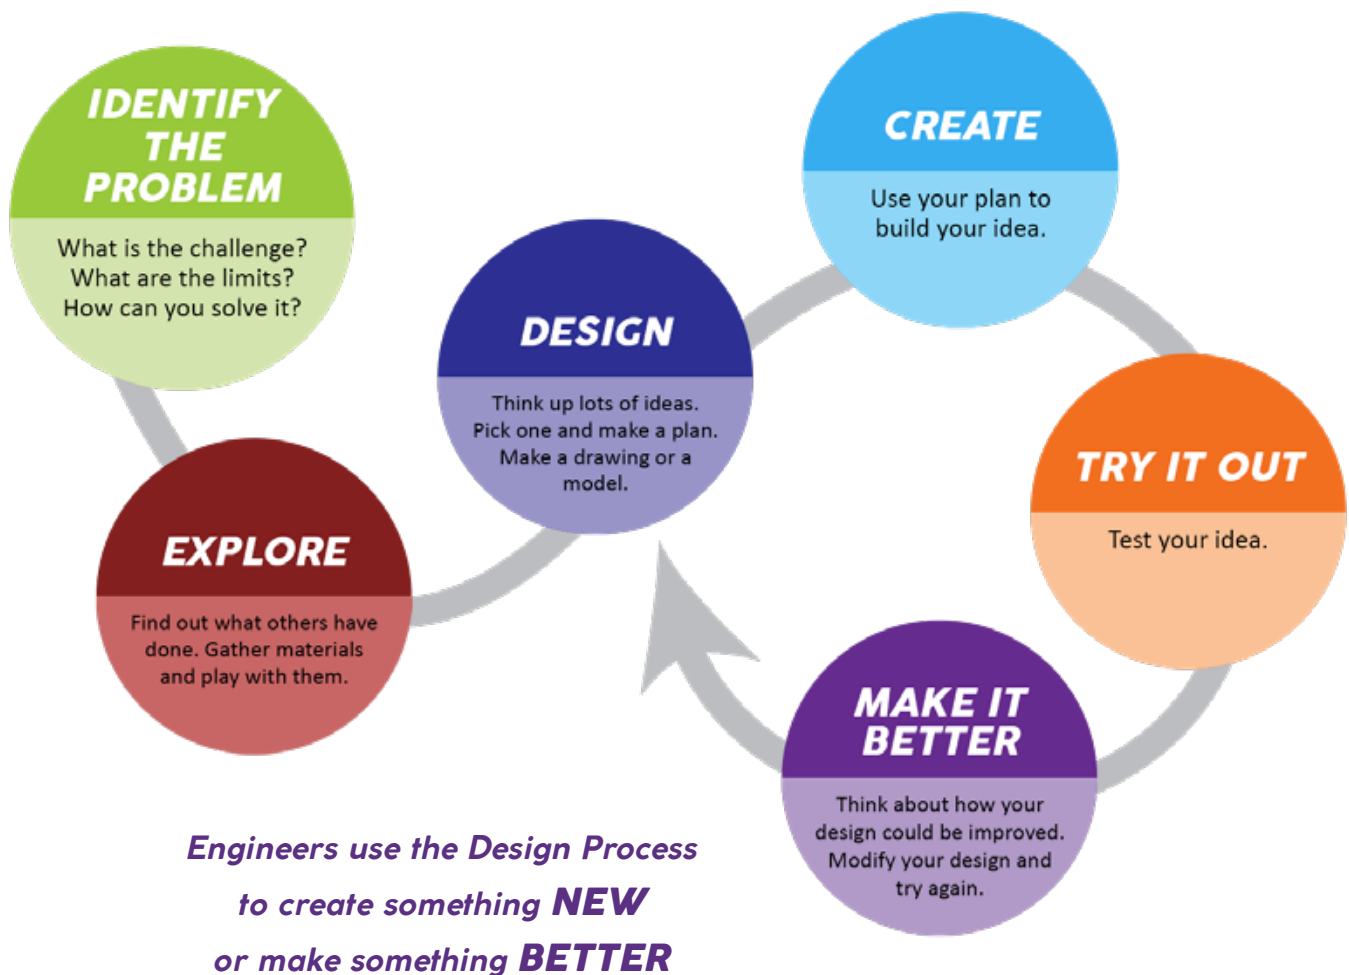 IDENTIFY
THE
PROBLEM
What is the challenge?
What are the limits?
How can you solve it?
EXPLORE
Find out what others have
done. Gather materials
and play with them.
DESIGN
Think up lots of ideas.
Pick one and make a plan.
Make a drawing or a
model.
CREATE
Use your plan to
build your idea.
TRY IT OUT
Test your idea.
MAKE IT
BETTER
Think about how your
design could be improved.
Modify your design and
try again.
Engineers use the Design Process
to create something NEW
or make something BETTER